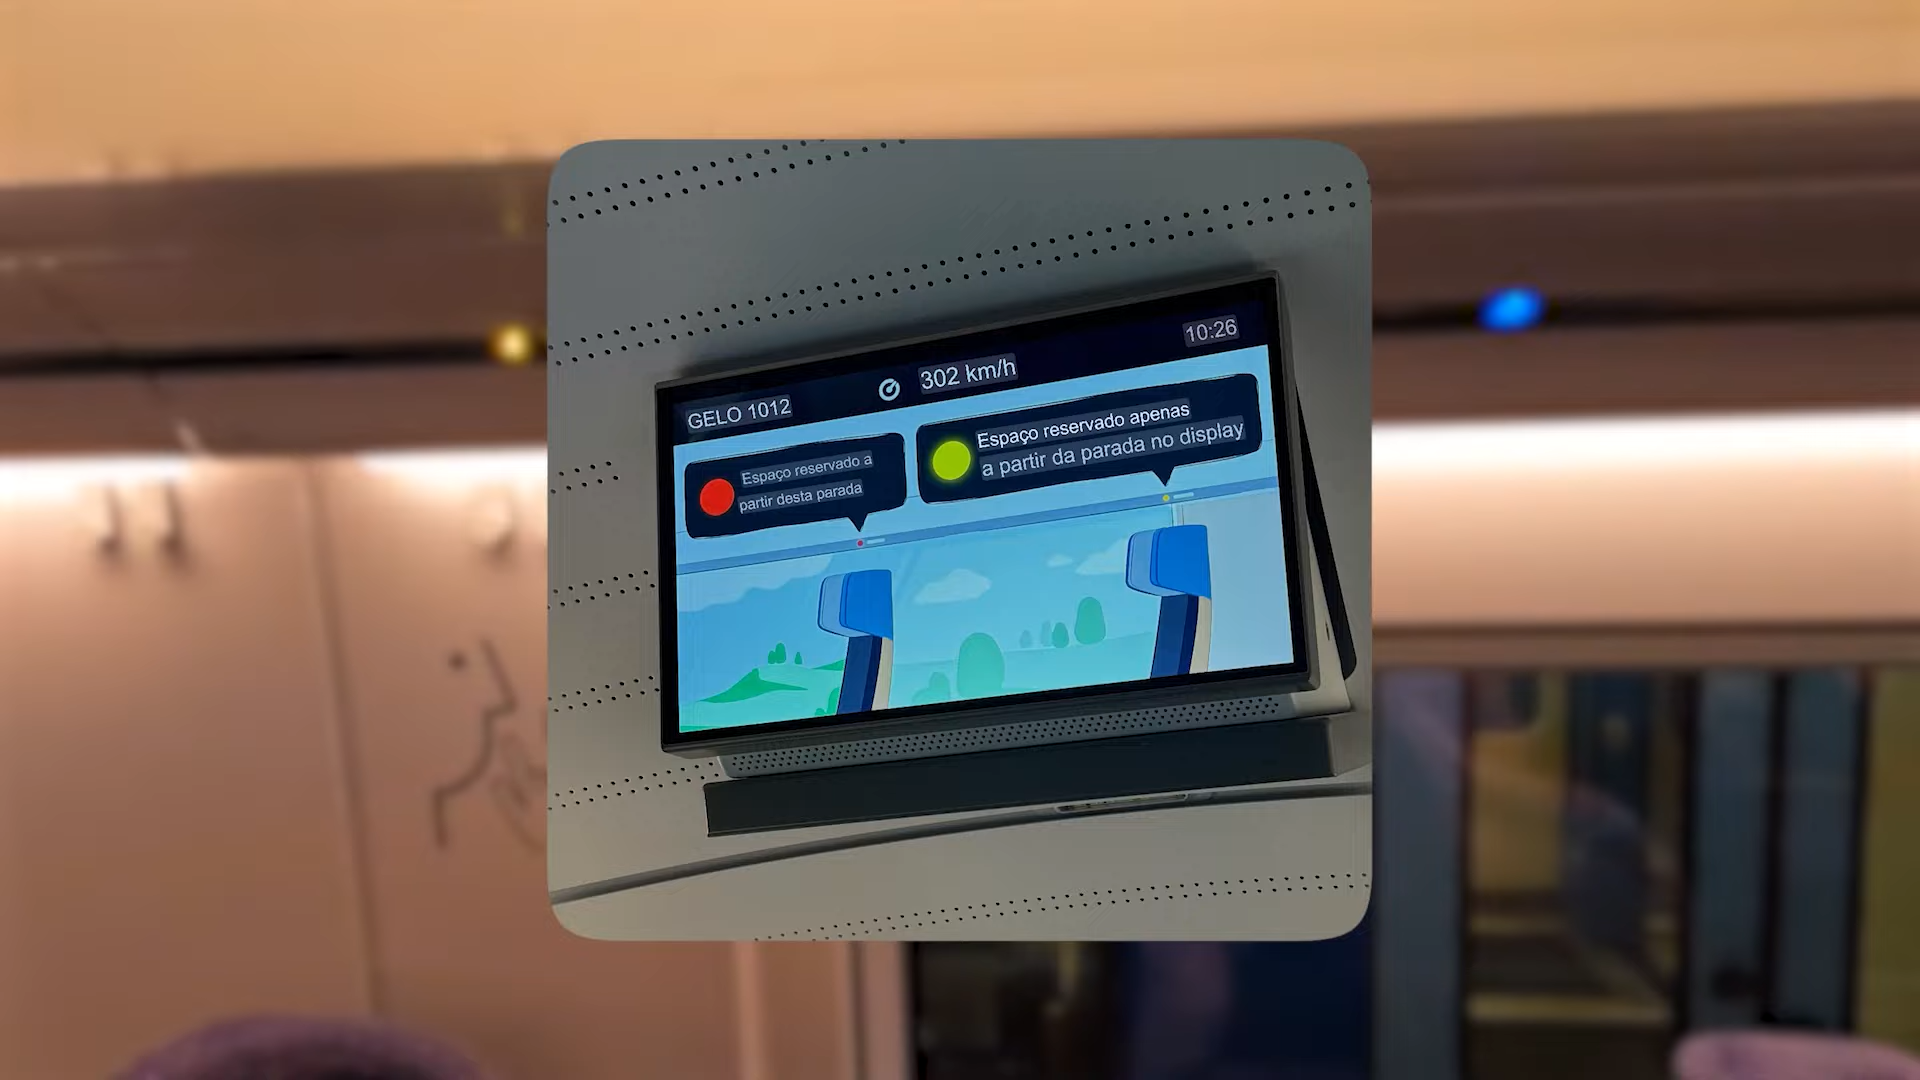 GELO 1012
302 km/h
10:26
Espaço reservado a
partir desta parada
Espaço reservado apenas
a partir da parada no display